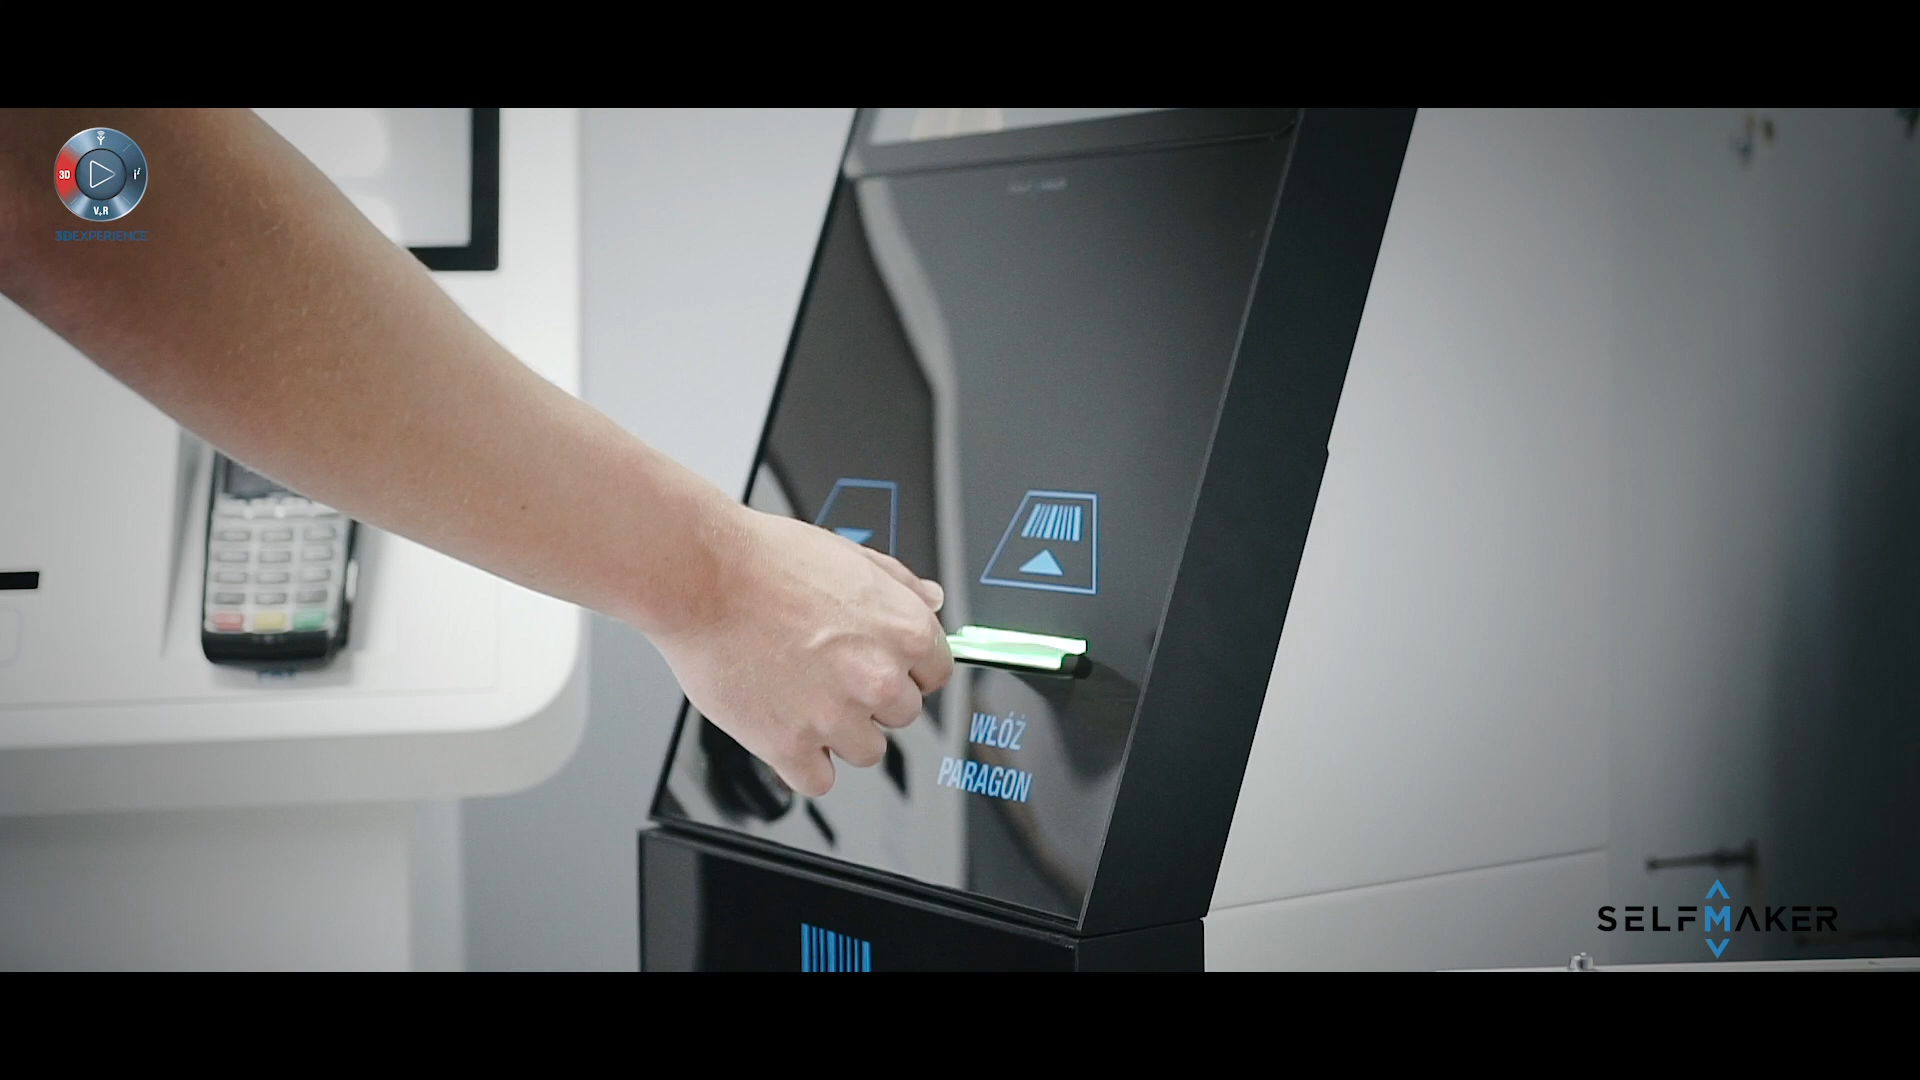 3D
V,R
3DEXPERIENCE
WŁÓŻ
PARAGON
SELFMAKER